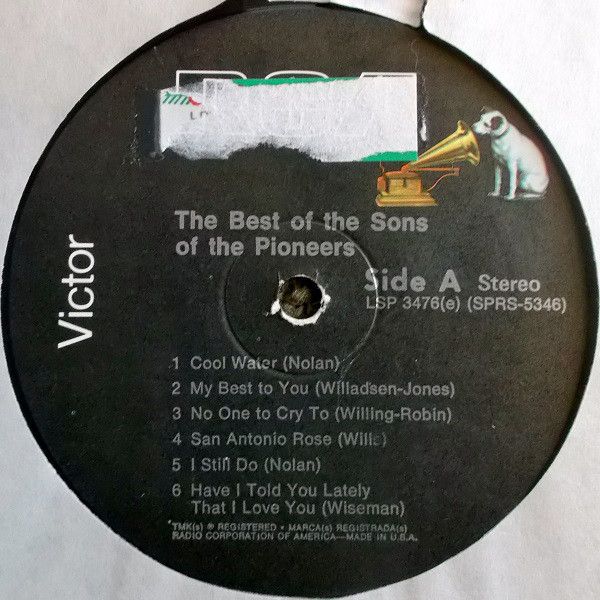 The Best of the Sons
of the Pioneers
Victor
Side A Stereo
LSP 3476(e) (SPRS-5346)
1 Cool Water (Nolan)
2 My Best to You (Willadsen-Jones)
3 No One to Cry To (Willing-Robin)
4 San Antonio Rose (Wills)
5 I Still Do (Nolan)
6 Have I Told You Lately
That I Love You (Wiseman)
TMK(s) ® REGISTERED • MARCA(s) REGISTRADA(s)
RADIO CORPORATION OF AMERICA—MADE IN U.S.A.